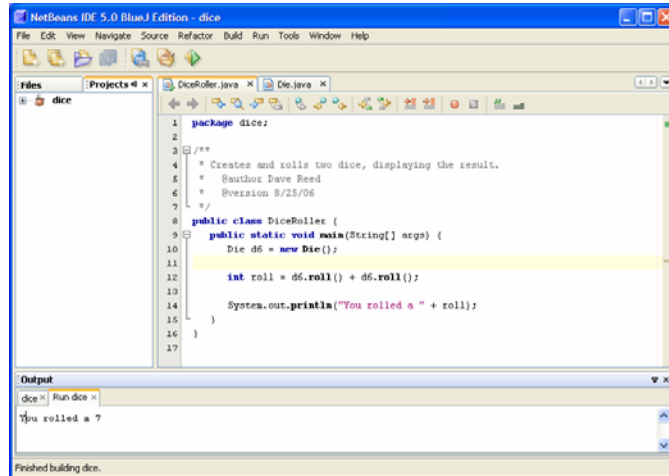 NetBeans IDE 5.0 BlueJ Edition - dice
File Edit View Navigate Source Refactor Build Run Tools Window Help
Files
Projects
dice
DiceRoller.java
Die.java
1 package dice;
2
3 /**
4 * Creates and rolls two dice, displaying the result.
5 * @author Dave Reed
6 * @version 8/25/06
7 */
8 public class DiceRoller {
9 public static void main(String[] args) {
10 Die d6 = new Die();
11
12 int roll = d6.roll() + d6.roll();
13
14 System.out.println("You rolled a " + roll);
15 }
16 }
17
Output
dice
Run dice
You rolled a 7
Finished building dice.